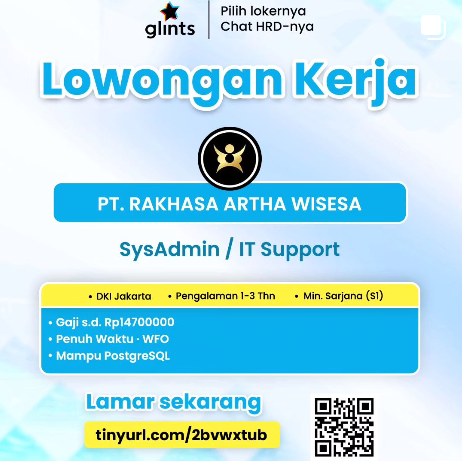 glints
Pilih lokernya
Chat HRD-nya
Lowongan Kerja
PT. RAKHASA ARTHA WISESA
SysAdmin / IT Support
• DKI Jakarta • Pengalaman 1-3 Thn • Min. Sarjana (S1)
• Gaji s.d. Rp14700000
• Penuh Waktu · WFO
• Mampu PostgreSQL
Lamar sekarang
tinyurl.com/2bvwxtub